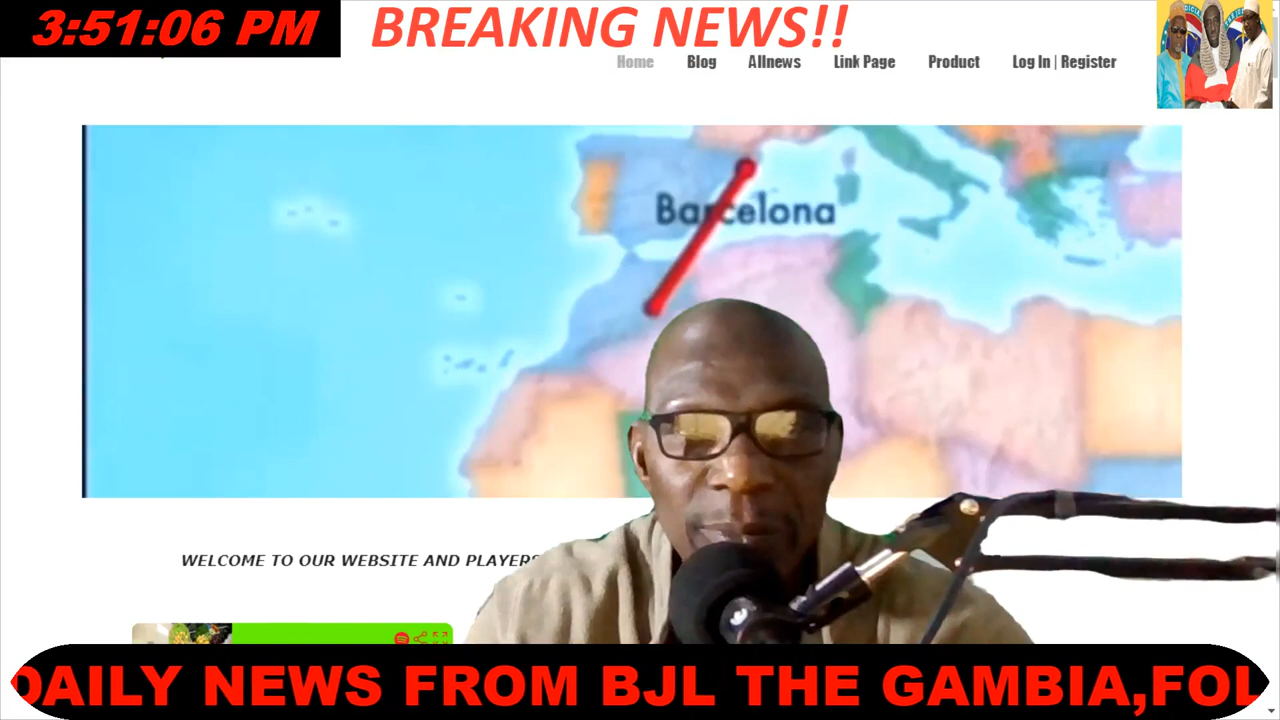 3:51:06 PM
BREAKING NEWS!!
Home Blog Allnews Link Page Product Log In | Register
Barcelona
WELCOME TO OUR WEBSITE AND PLAYERS
DAILY NEWS FROM BJL THE GAMBIA,FOL